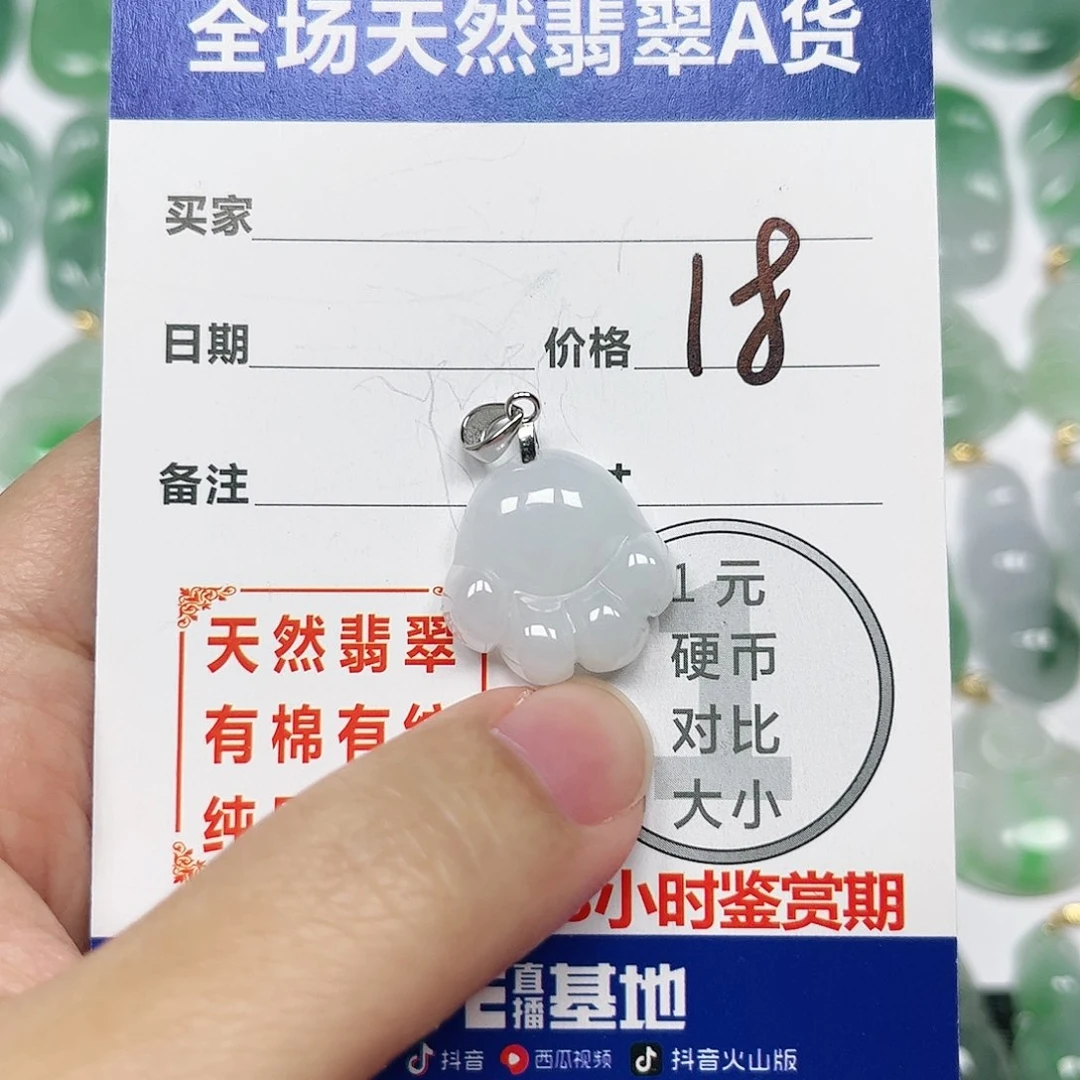 全场天然翡翠A货
买家
日期
价格 18
备注
天然翡翠
有棉有纹
纯
1元
硬币
对比
大小
小时鉴赏期
直播基地
抖音 西瓜视频 抖音火山版